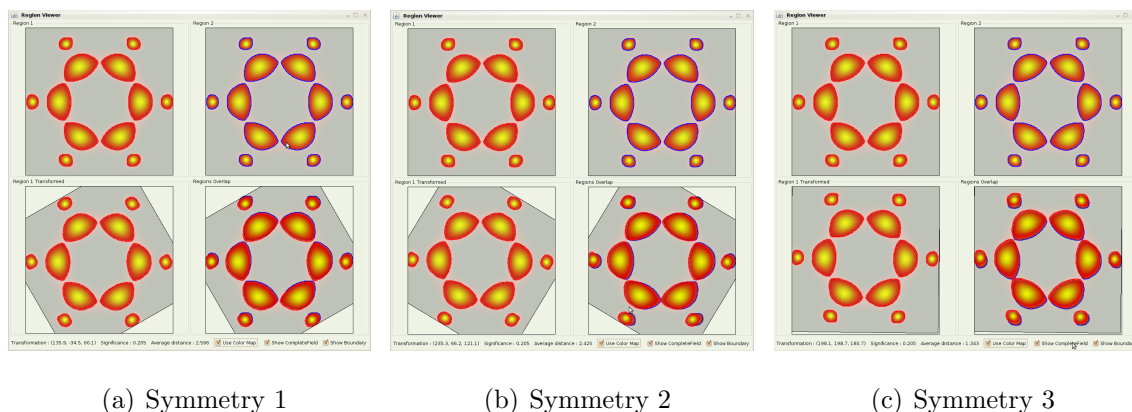 Region Viewer
Region 1
Region 2
Region 1 Transformed
Regions Overlap
Transformation : (135.9, -34.5, 60.1) Significance : 0.205 Average distance : 2.596 Use Color Map Show CompleteField Show Boundary
Region Viewer
Region 1
Region 2
Region 1 Transformed
Regions Overlap
Transformation : (235.3, 66.2, 121.1) Significance : 0.205 Average distance : 2.425 Use Color Map Show CompleteField Show Boundary
Region Viewer
Region 1
Region 2
Region 1 Transformed
Regions Overlap
Transformation : (198.1, 198.7, 180.7) Significance : 0.205 Average distance : 1.343 Use Color Map Show CompleteField Show Bounda
(a) Symmetry 1
(b) Symmetry 2
(c) Symmetry 3